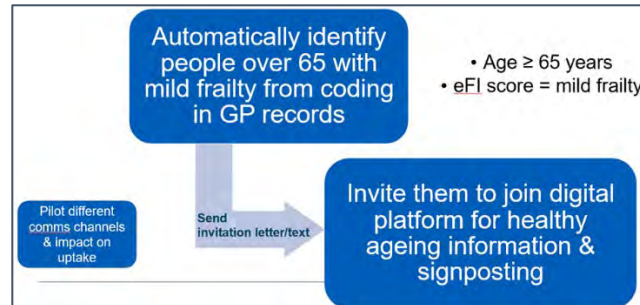 Automatically identify
people over 65 with
mild frailty from coding
in GP records
• Age ≥ 65 years
• eFI score = mild frailty
Pilot different
comms channels
& impact on
uptake
Send
invitation letter/text
Invite them to join digital
platform for healthy
ageing information &
signposting